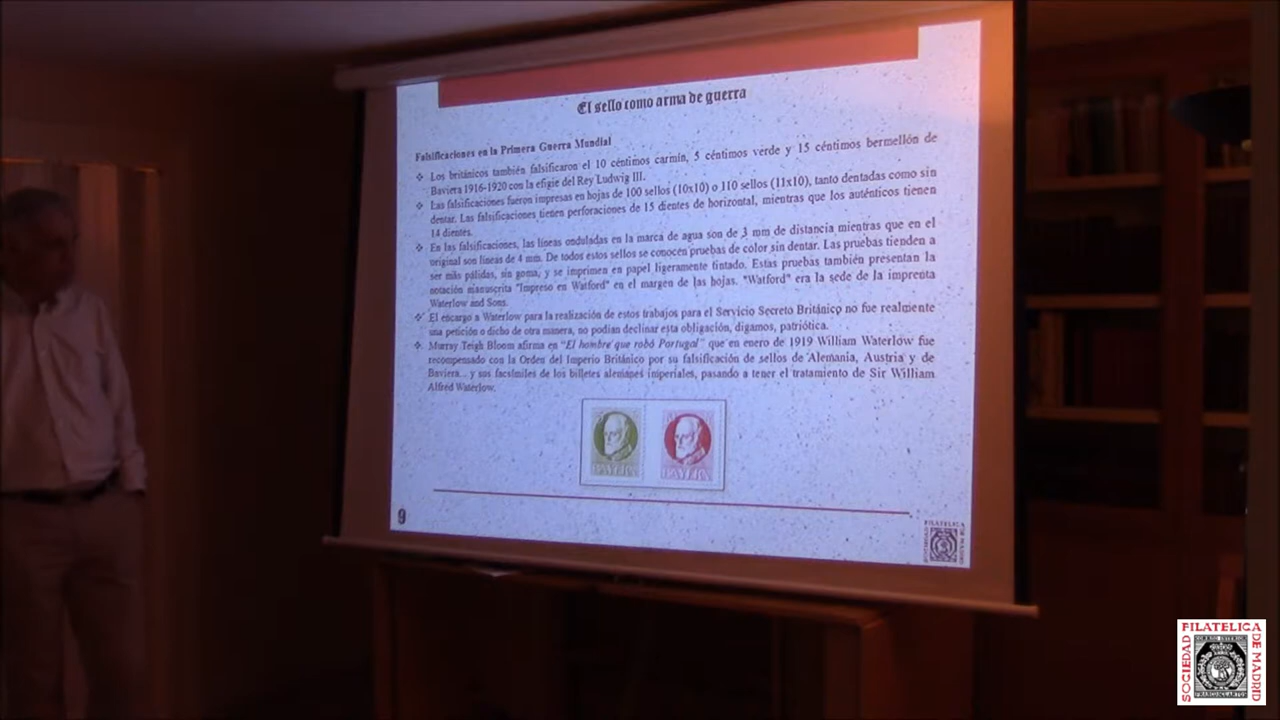 El sello como arma de guerra
Falsificaciones en la Primera Guerra Mundial
Los británicos también falsificaron el 10 céntimos carmín, 5 céntimos verde y 15 céntimos bermellón de
Baviera 1916-1920 con la efigie del Rey Ludwig III.
Las falsificaciones fueron impresas en hojas de 100 sellos (10x10) o 110 sellos (11x10), tanto dentadas como sin
dentar. Las falsificaciones tienen perforaciones de 15 dientes de horizontal, mientras que los auténticos tienen
14 dientes.
En las falsificaciones, las líneas onduladas en la marca de agua son de 3 mm de distancia mientras que en el
original son líneas de 4 mm. De todos estos sellos se conocen pruebas de color sin dentar. Las pruebas tienden a
ser más pálidas, sin goma, y se imprimen en papel ligeramente tintado. Estas pruebas también presentan la
notación manuscrita "Impreso en Watford" en el margen de las hojas. "Watford" era la sede de la imprenta
Waterlow and Sons.
El encargo a Waterlow para la realización de estos trabajos para el Servicio Secreto Británico no fue realmente
una petición o dicho de otra manera, no podían declinar esta obligación, digamos, patriótica.
Murray Teigh Bloom afirma en "El hombre que robó Portugal" que en enero de 1919 William Waterlow fue
recompensado con la Orden del Imperio Británico por su falsificación de sellos de Alemania, Austria y de
Baviera... y sus facsímiles de los billetes alemanes imperiales, pasando a tener el tratamiento de Sir William
Alfred Waterlow.
BAYERN BAYERN
9
SOCIEDAD FILATELICA DE MADRID
SOCIEDAD FILATELICA DE MADRID